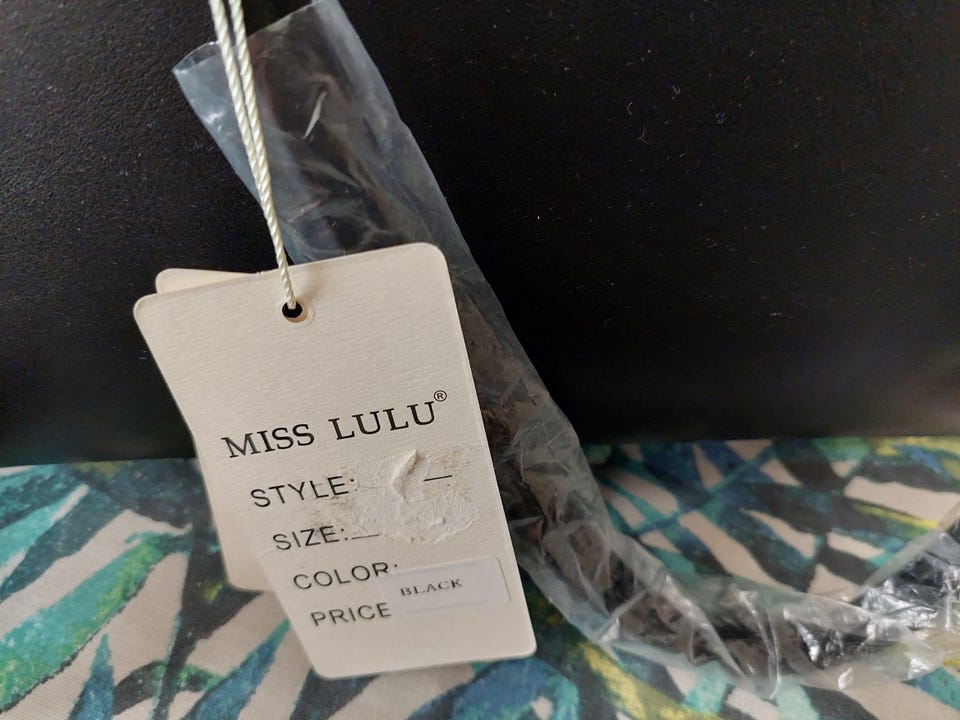 MISS LULU®
STYLE:
SIZE:
COLOR:
BLACK
PRICE